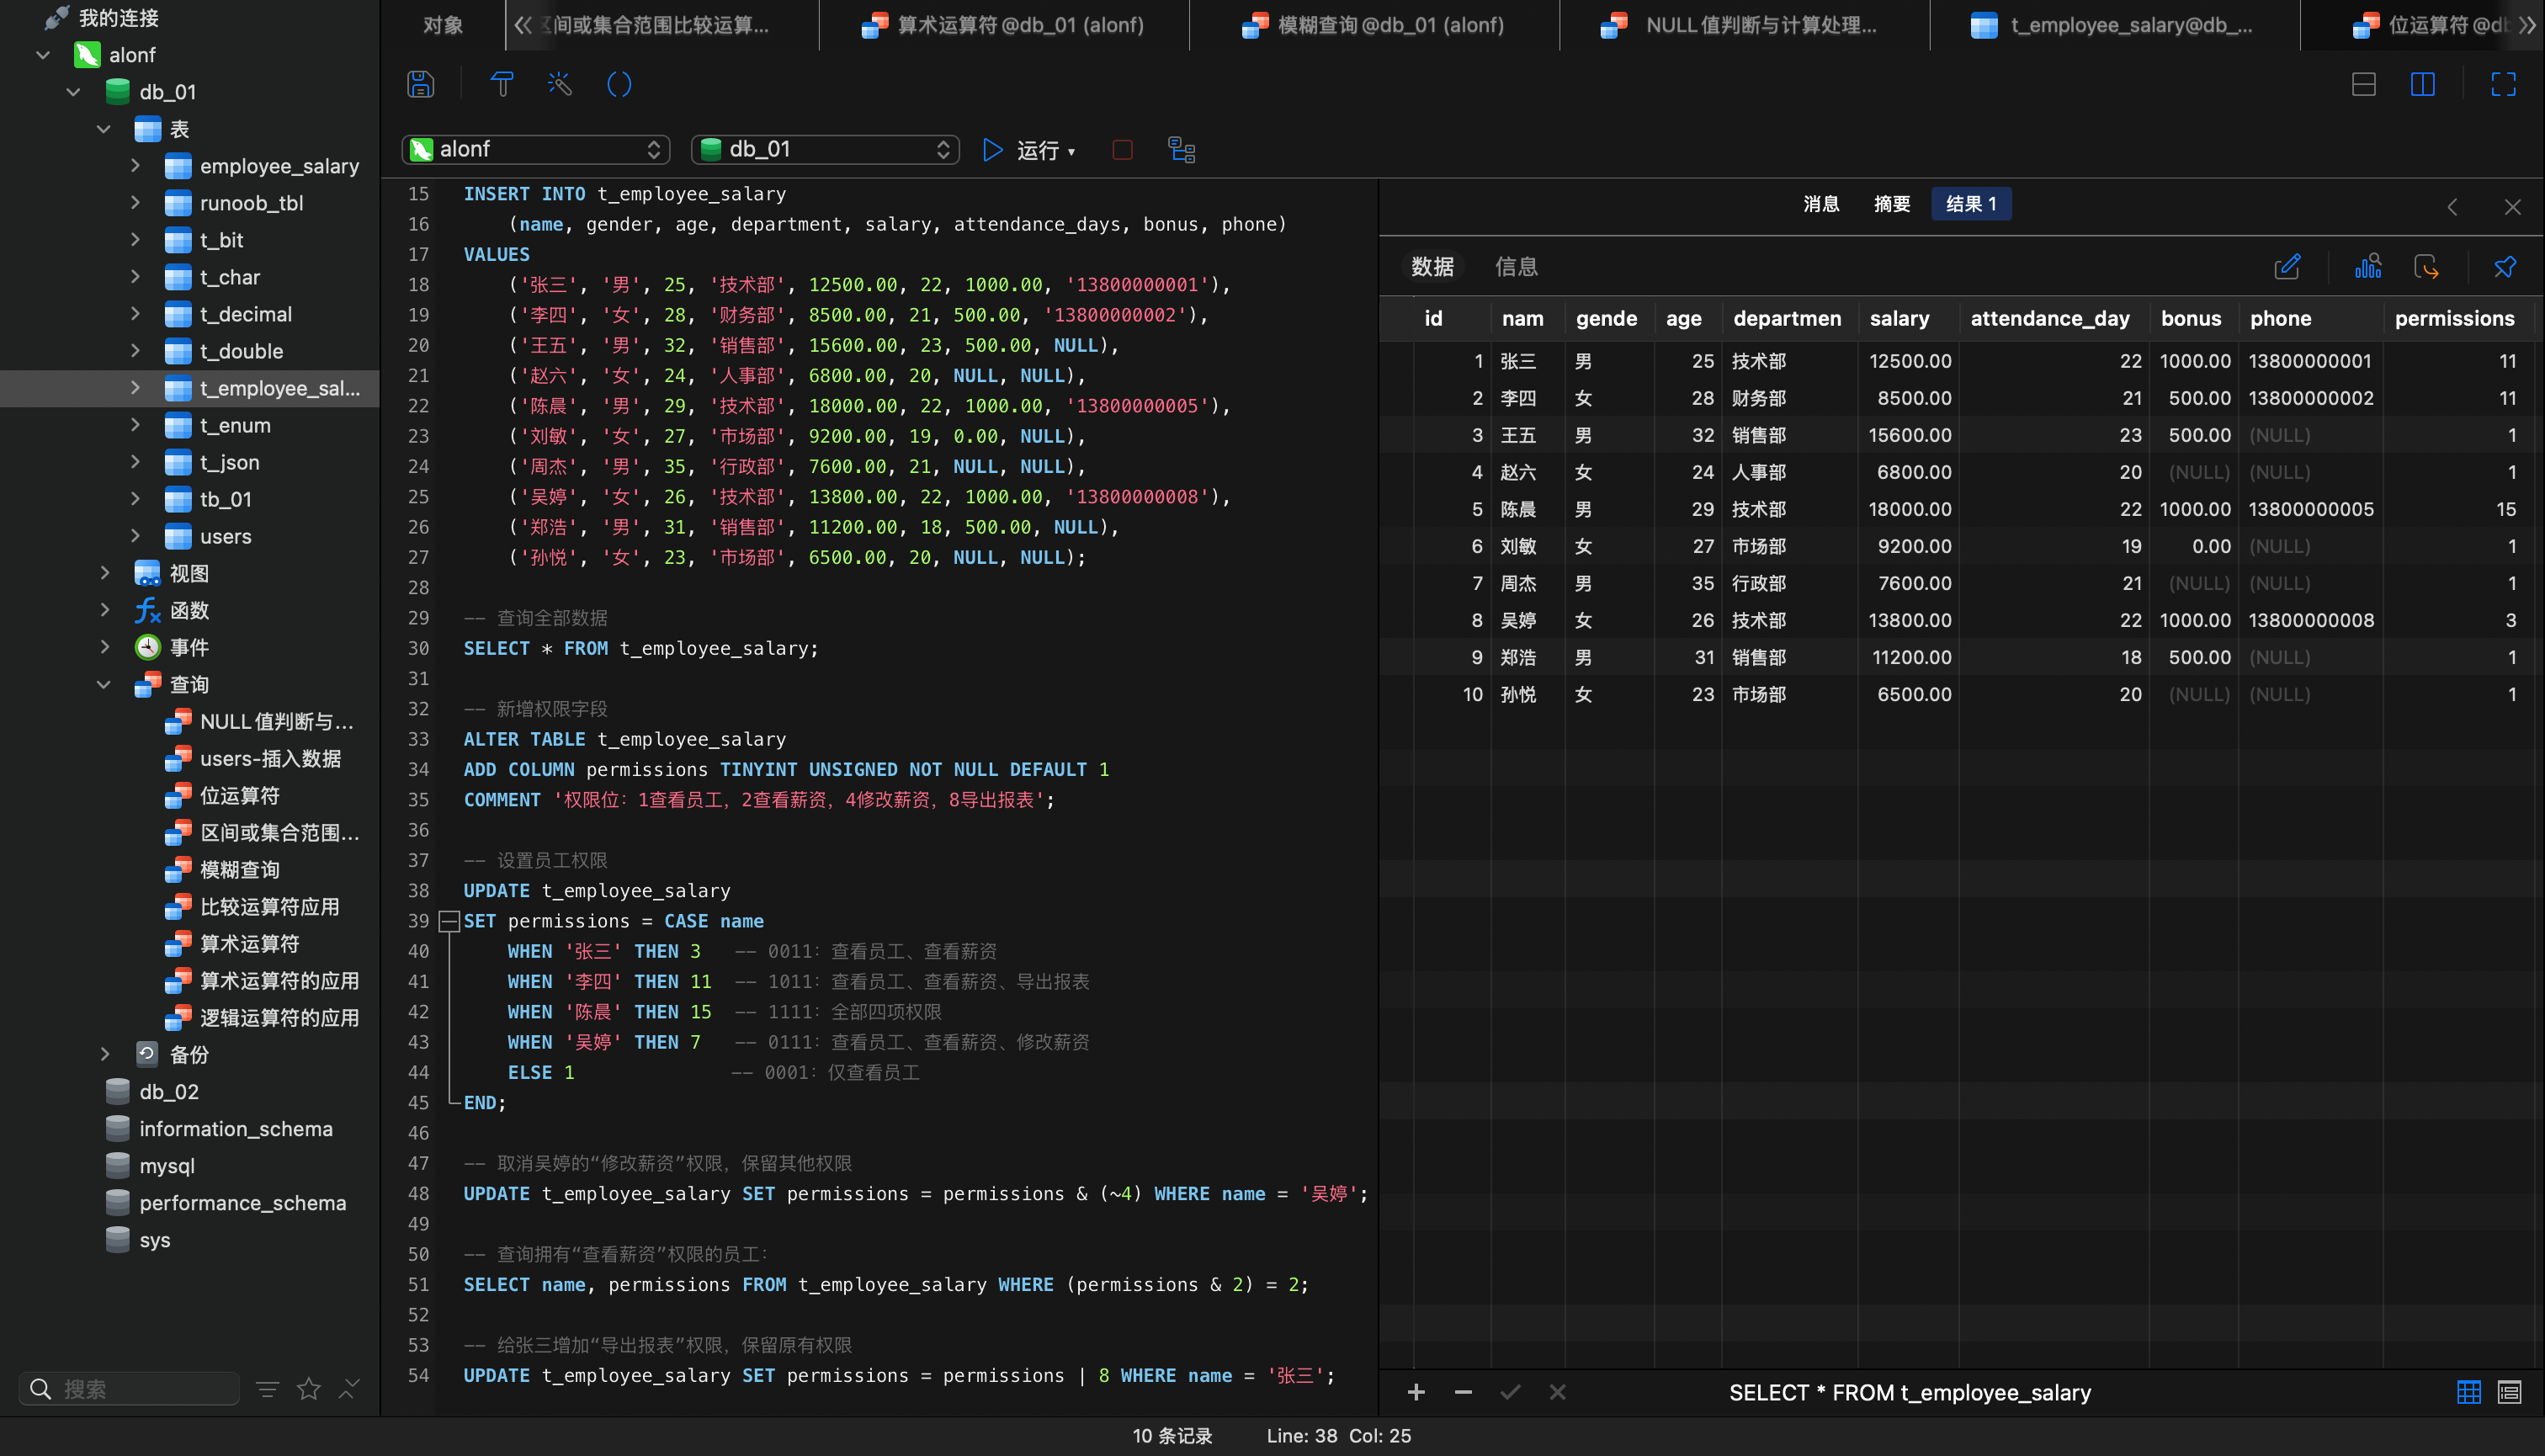 我的连接
alonf
db_01
表
employee_salary
runoob_tbl
t_bit
t_char
t_decimal
t_double
t_employee_sal...
t_enum
t_json
tb_01
users
视图
函数
事件
查询
NULL值判断与...
users-插入数据
位运算符
区间或集合范围...
模糊查询
比较运算符应用
算术运算符
算术运算符的应用
逻辑运算符的应用
备份
db_02
information_schema
mysql
performance_schema
sys
搜索
对象
间或集合范围比较运算...
算术运算符@db_01 (alonf)
模糊查询@db_01 (alonf)
NULL值判断与计算处理...
t_employee_salary@db_...
位运算符@db
alonf
db_01
运行
15 INSERT INTO t_employee_salary
16 (name, gender, age, department, salary, attendance_days, bonus, phone)
17 VALUES
18 ('张三', '男', 25, '技术部', 12500.00, 22, 1000.00, '13800000001'),
19 ('李四', '女', 28, '财务部', 8500.00, 21, 500.00, '13800000002'),
20 ('王五', '男', 32, '销售部', 15600.00, 23, 500.00, NULL),
21 ('赵六', '女', 24, '人事部', 6800.00, 20, NULL, NULL),
22 ('陈晨', '男', 29, '技术部', 18000.00, 22, 1000.00, '13800000005'),
23 ('刘敏', '女', 27, '市场部', 9200.00, 19, 0.00, NULL),
24 ('周杰', '男', 35, '行政部', 7600.00, 21, NULL, NULL),
25 ('吴婷', '女', 26, '技术部', 13800.00, 22, 1000.00, '13800000008'),
26 ('郑浩', '男', 31, '销售部', 11200.00, 18, 500.00, NULL),
27 ('孙悦', '女', 23, '市场部', 6500.00, 20, NULL, NULL);
28
29 -- 查询全部数据
30 SELECT * FROM t_employee_salary;
31
32 -- 新增权限字段
33 ALTER TABLE t_employee_salary
34 ADD COLUMN permissions TINYINT UNSIGNED NOT NULL DEFAULT 1
35 COMMENT '权限位：1查看员工，2查看薪资，4修改薪资，8导出报表';
36
37 -- 设置员工权限
38 UPDATE t_employee_salary
39 SET permissions = CASE name
40 WHEN '张三' THEN 3 -- 0011：查看员工、查看薪资
41 WHEN '李四' THEN 11 -- 1011：查看员工、查看薪资、导出报表
42 WHEN '陈晨' THEN 15 -- 1111：全部四项权限
43 WHEN '吴婷' THEN 7 -- 0111：查看员工、查看薪资、修改薪资
44 ELSE 1 -- 0001：仅查看员工
45 END;
46
47 -- 取消吴婷的“修改薪资”权限，保留其他权限
48 UPDATE t_employee_salary SET permissions = permissions & (~4) WHERE name = '吴婷';
49
50 -- 查询拥有“查看薪资”权限的员工：
51 SELECT name, permissions FROM t_employee_salary WHERE (permissions & 2) = 2;
52
53 -- 给张三增加“导出报表”权限，保留原有权限
54 UPDATE t_employee_salary SET permissions = permissions | 8 WHERE name = '张三';
消息 摘要 结果 1
数据 信息
id nam gende age departmen salary attendance_day bonus phone permissions
1 张三 男 25 技术部 12500.00 22 1000.00 13800000001 11
2 李四 女 28 财务部 8500.00 21 500.00 13800000002 11
3 王五 男 32 销售部 15600.00 23 500.00 (NULL) 1
4 赵六 女 24 人事部 6800.00 20 (NULL) (NULL) 1
5 陈晨 男 29 技术部 18000.00 22 1000.00 13800000005 15
6 刘敏 女 27 市场部 9200.00 19 0.00 (NULL) 1
7 周杰 男 35 行政部 7600.00 21 (NULL) (NULL) 1
8 吴婷 女 26 技术部 13800.00 22 1000.00 13800000008 3
9 郑浩 男 31 销售部 11200.00 18 500.00 (NULL) 1
10 孙悦 女 23 市场部 6500.00 20 (NULL) (NULL) 1
SELECT * FROM t_employee_salary
10 条记录 Line: 38 Col: 25